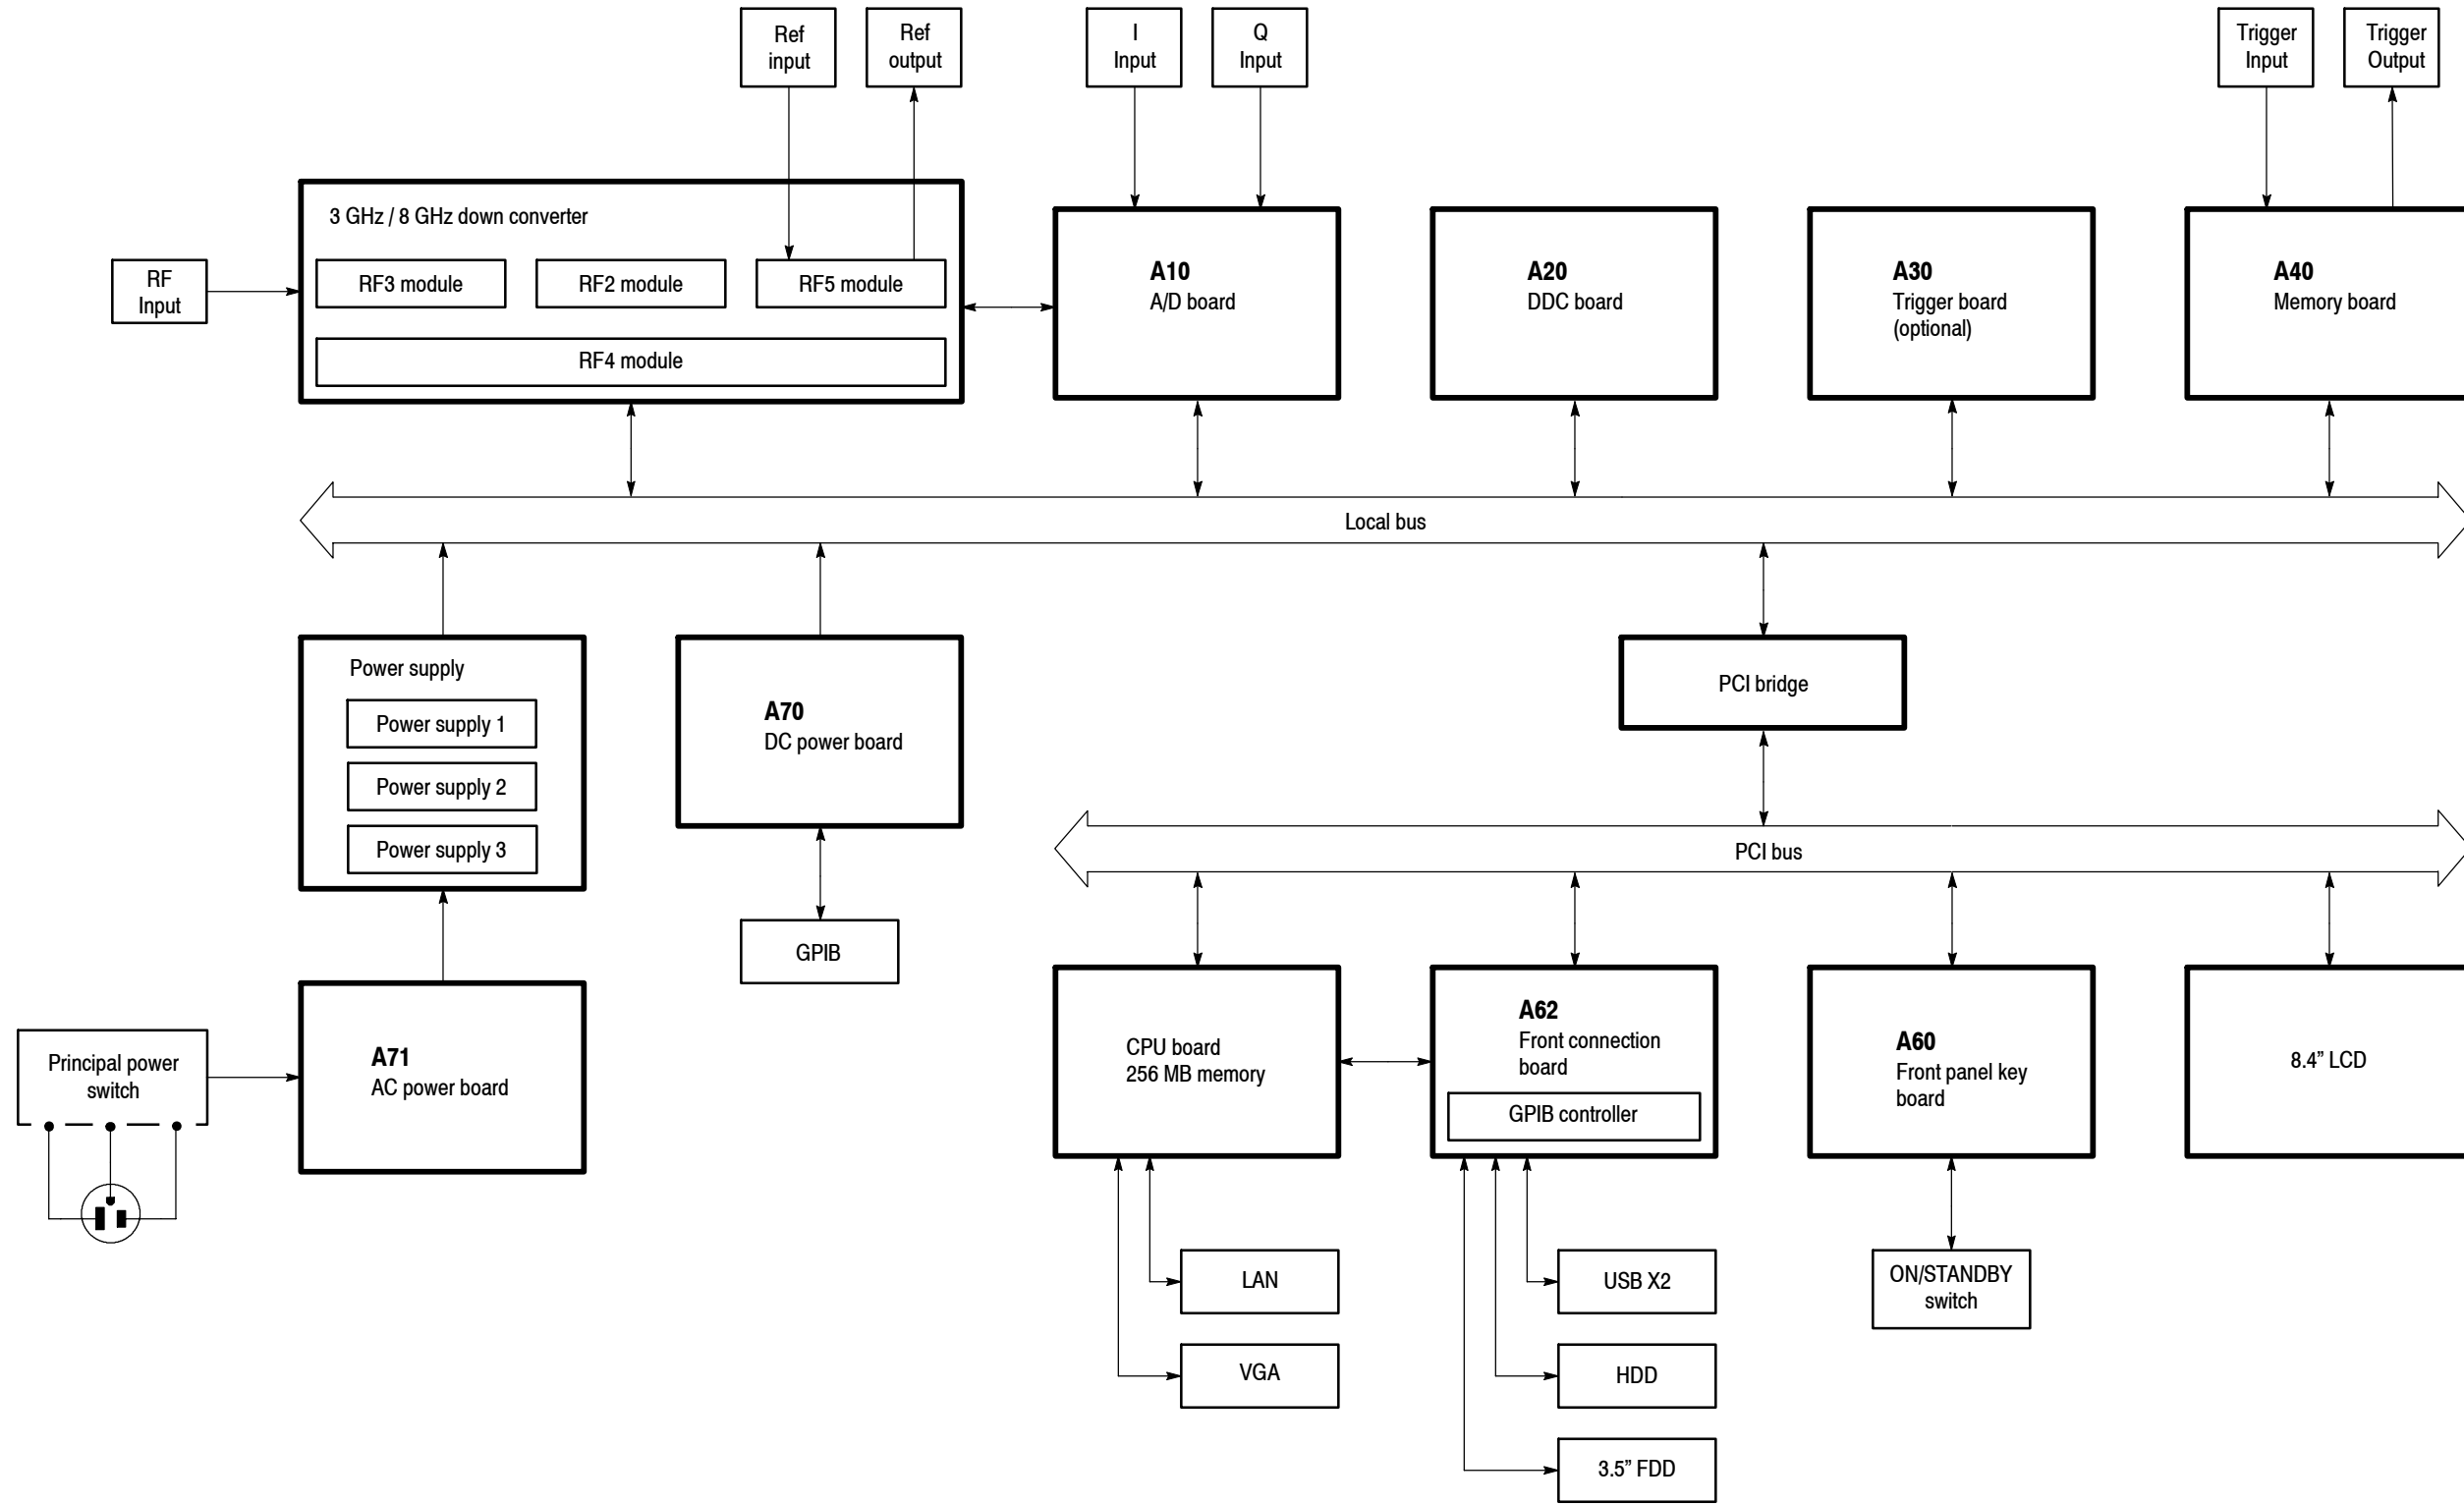 Ref
input
Ref
output
I
Input
Q
Input
Trigger
Input
Trigger
Output
3 GHz / 8 GHz down converter
RF
Input
RF3 module
RF2 module
RF5 module
RF4 module
A10
A/D board
A20
DDC board
A30
Trigger board
(optional)
A40
Memory board
Local bus
Power supply
Power supply 1
Power supply 2
Power supply 3
A70
DC power board
PCI bridge
PCI bus
GPIB
Principal power
switch
A71
AC power board
CPU board
256 MB memory
A62
Front connection
board
GPIB controller
A60
Front panel key
board
8.4” LCD
LAN
VGA
USB X2
HDD
3.5” FDD
ON/STANDBY
switch